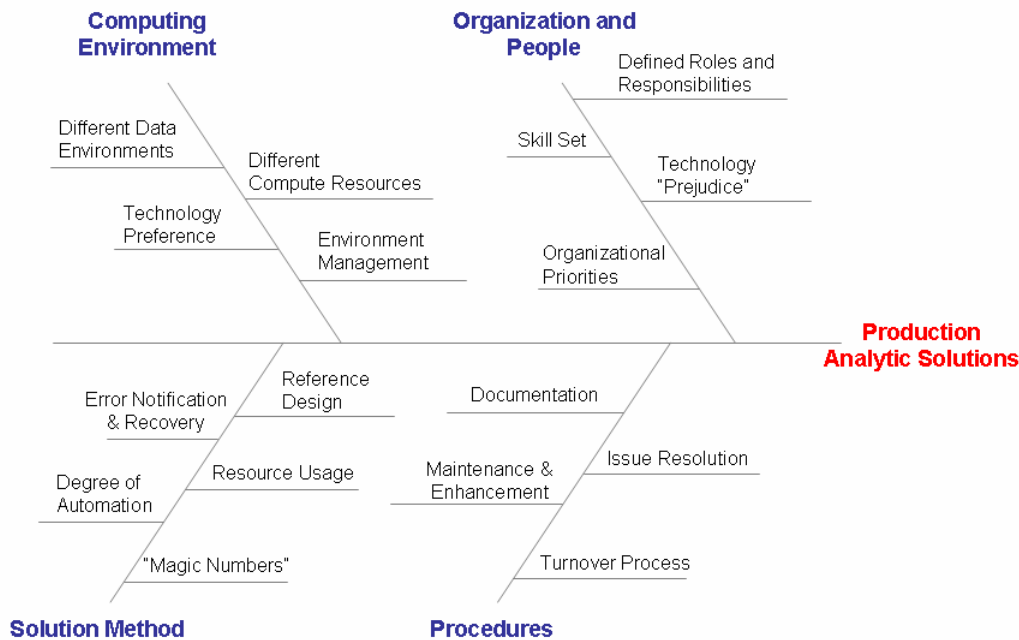 Computing
Environment
Different Data
Environments
Different
Compute Resources
Technology
Preference
Environment
Management
Organization and
People
Defined Roles and
Responsibilities
Skill Set
Technology
"Prejudice"
Organizational
Priorities
Production
Analytic Solutions
Reference
Design
Error Notification
& Recovery
Resource Usage
Degree of
Automation
"Magic Numbers"
Solution Method
Documentation
Issue Resolution
Maintenance &
Enhancement
Turnover Process
Procedures